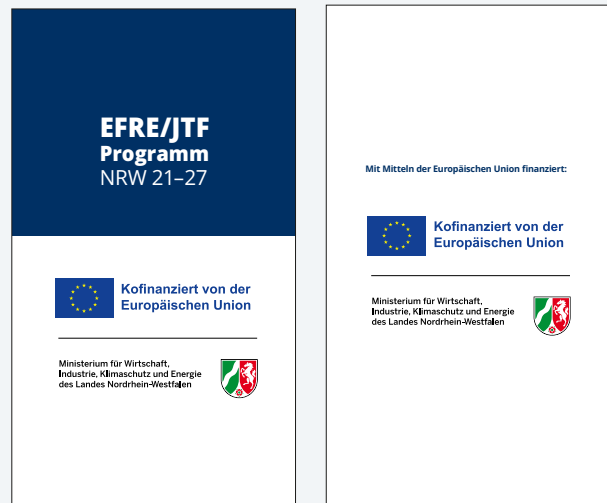 EFRE/JTF
Programm
NRW 21–27
Kofinanziert von der
Europäischen Union
Ministerium für Wirtschaft,
Industrie, Klimaschutz und Energie
des Landes Nordrhein-Westfalen
Mit Mitteln der Europäischen Union finanziert:
Kofinanziert von der
Europäischen Union
Ministerium für Wirtschaft,
Industrie, Klimaschutz und Energie
des Landes Nordrhein-Westfalen